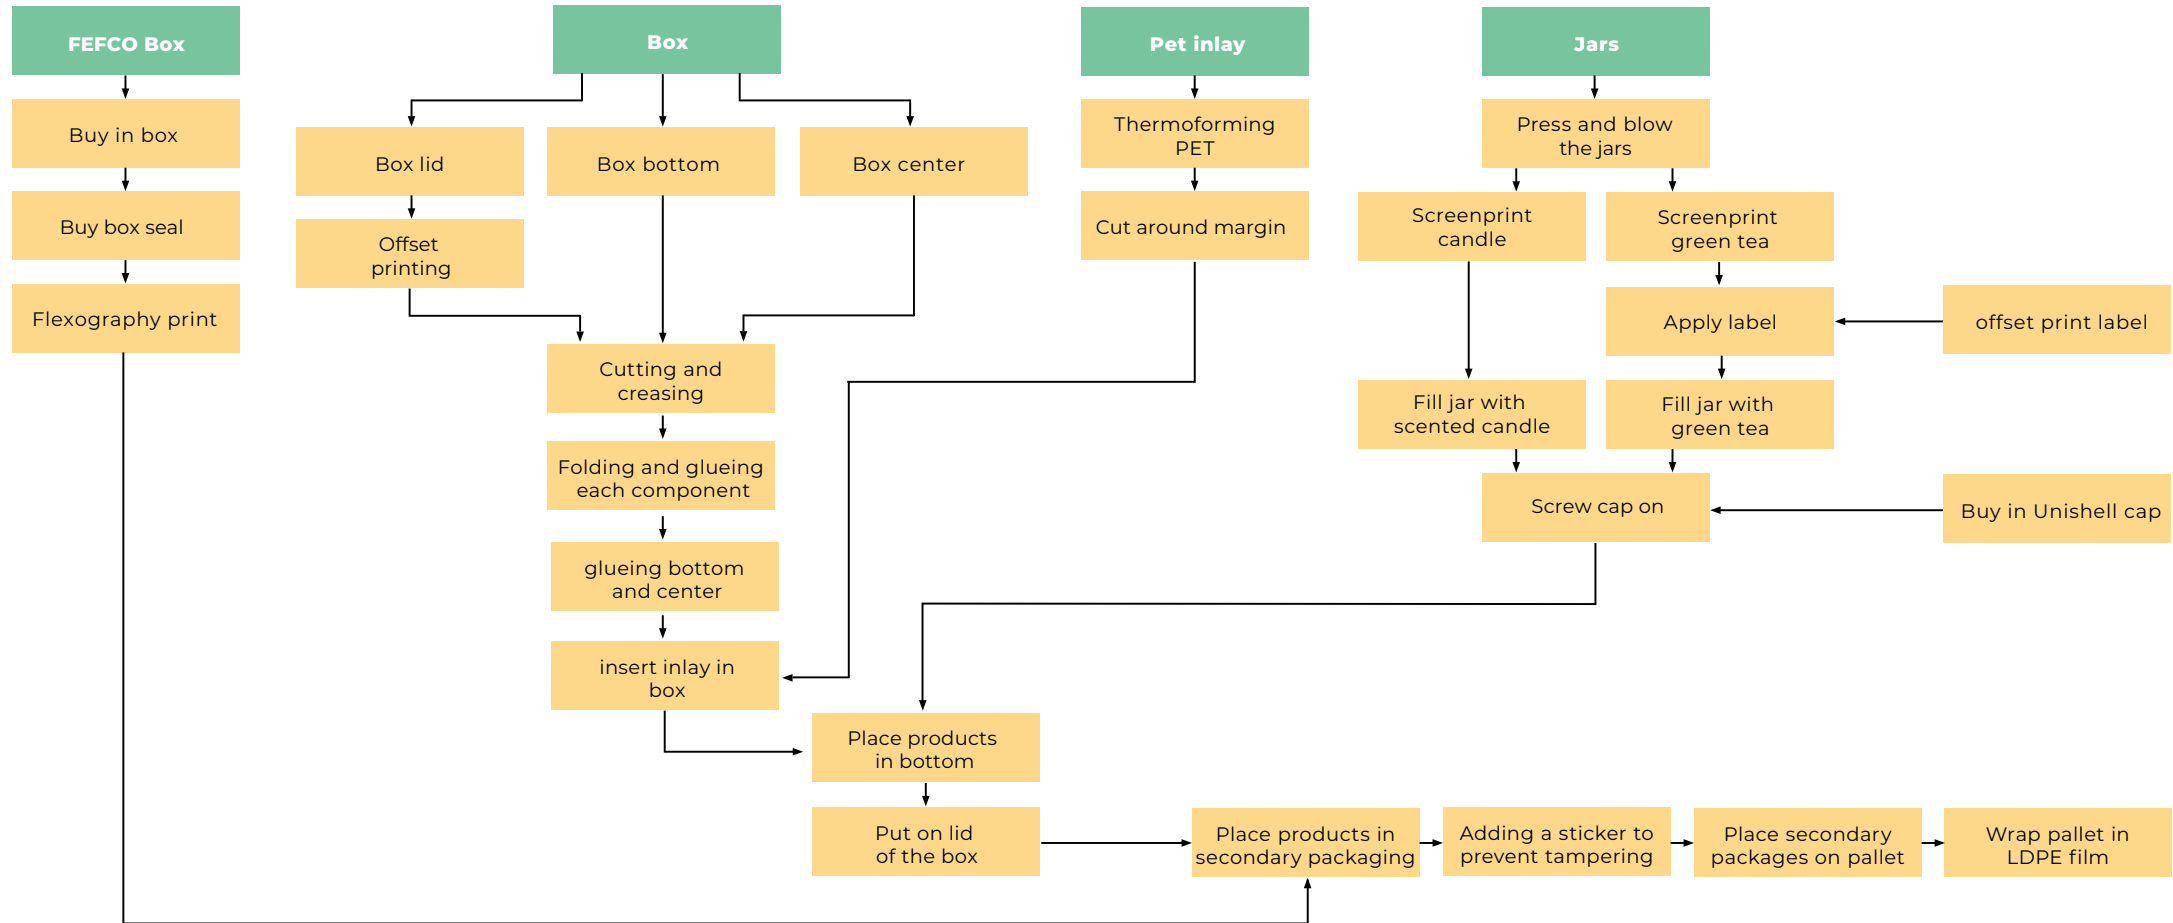 FEFCO Box
Box
Pet inlay
Jars
Buy in box
Buy box seal
Flexography print
Box lid
Box bottom
Box center
Offset
printing
Cutting and
creasing
Folding and glueing
each component
glueing bottom
and center
insert inlay in
box
Thermoforming
PET
Cut around margin
Press and blow
the jars
Screenprint
candle
Screenprint
green tea
Apply label
offset print label
Fill jar with
scented candle
Fill jar with
green tea
Screw cap on
Buy in Unishell cap
Place products
in bottom
Put on lid
of the box
Place products in
secondary packaging
Adding a sticker to
prevent tampering
Place secondary
packages on pallet
Wrap pallet in
LDPE film